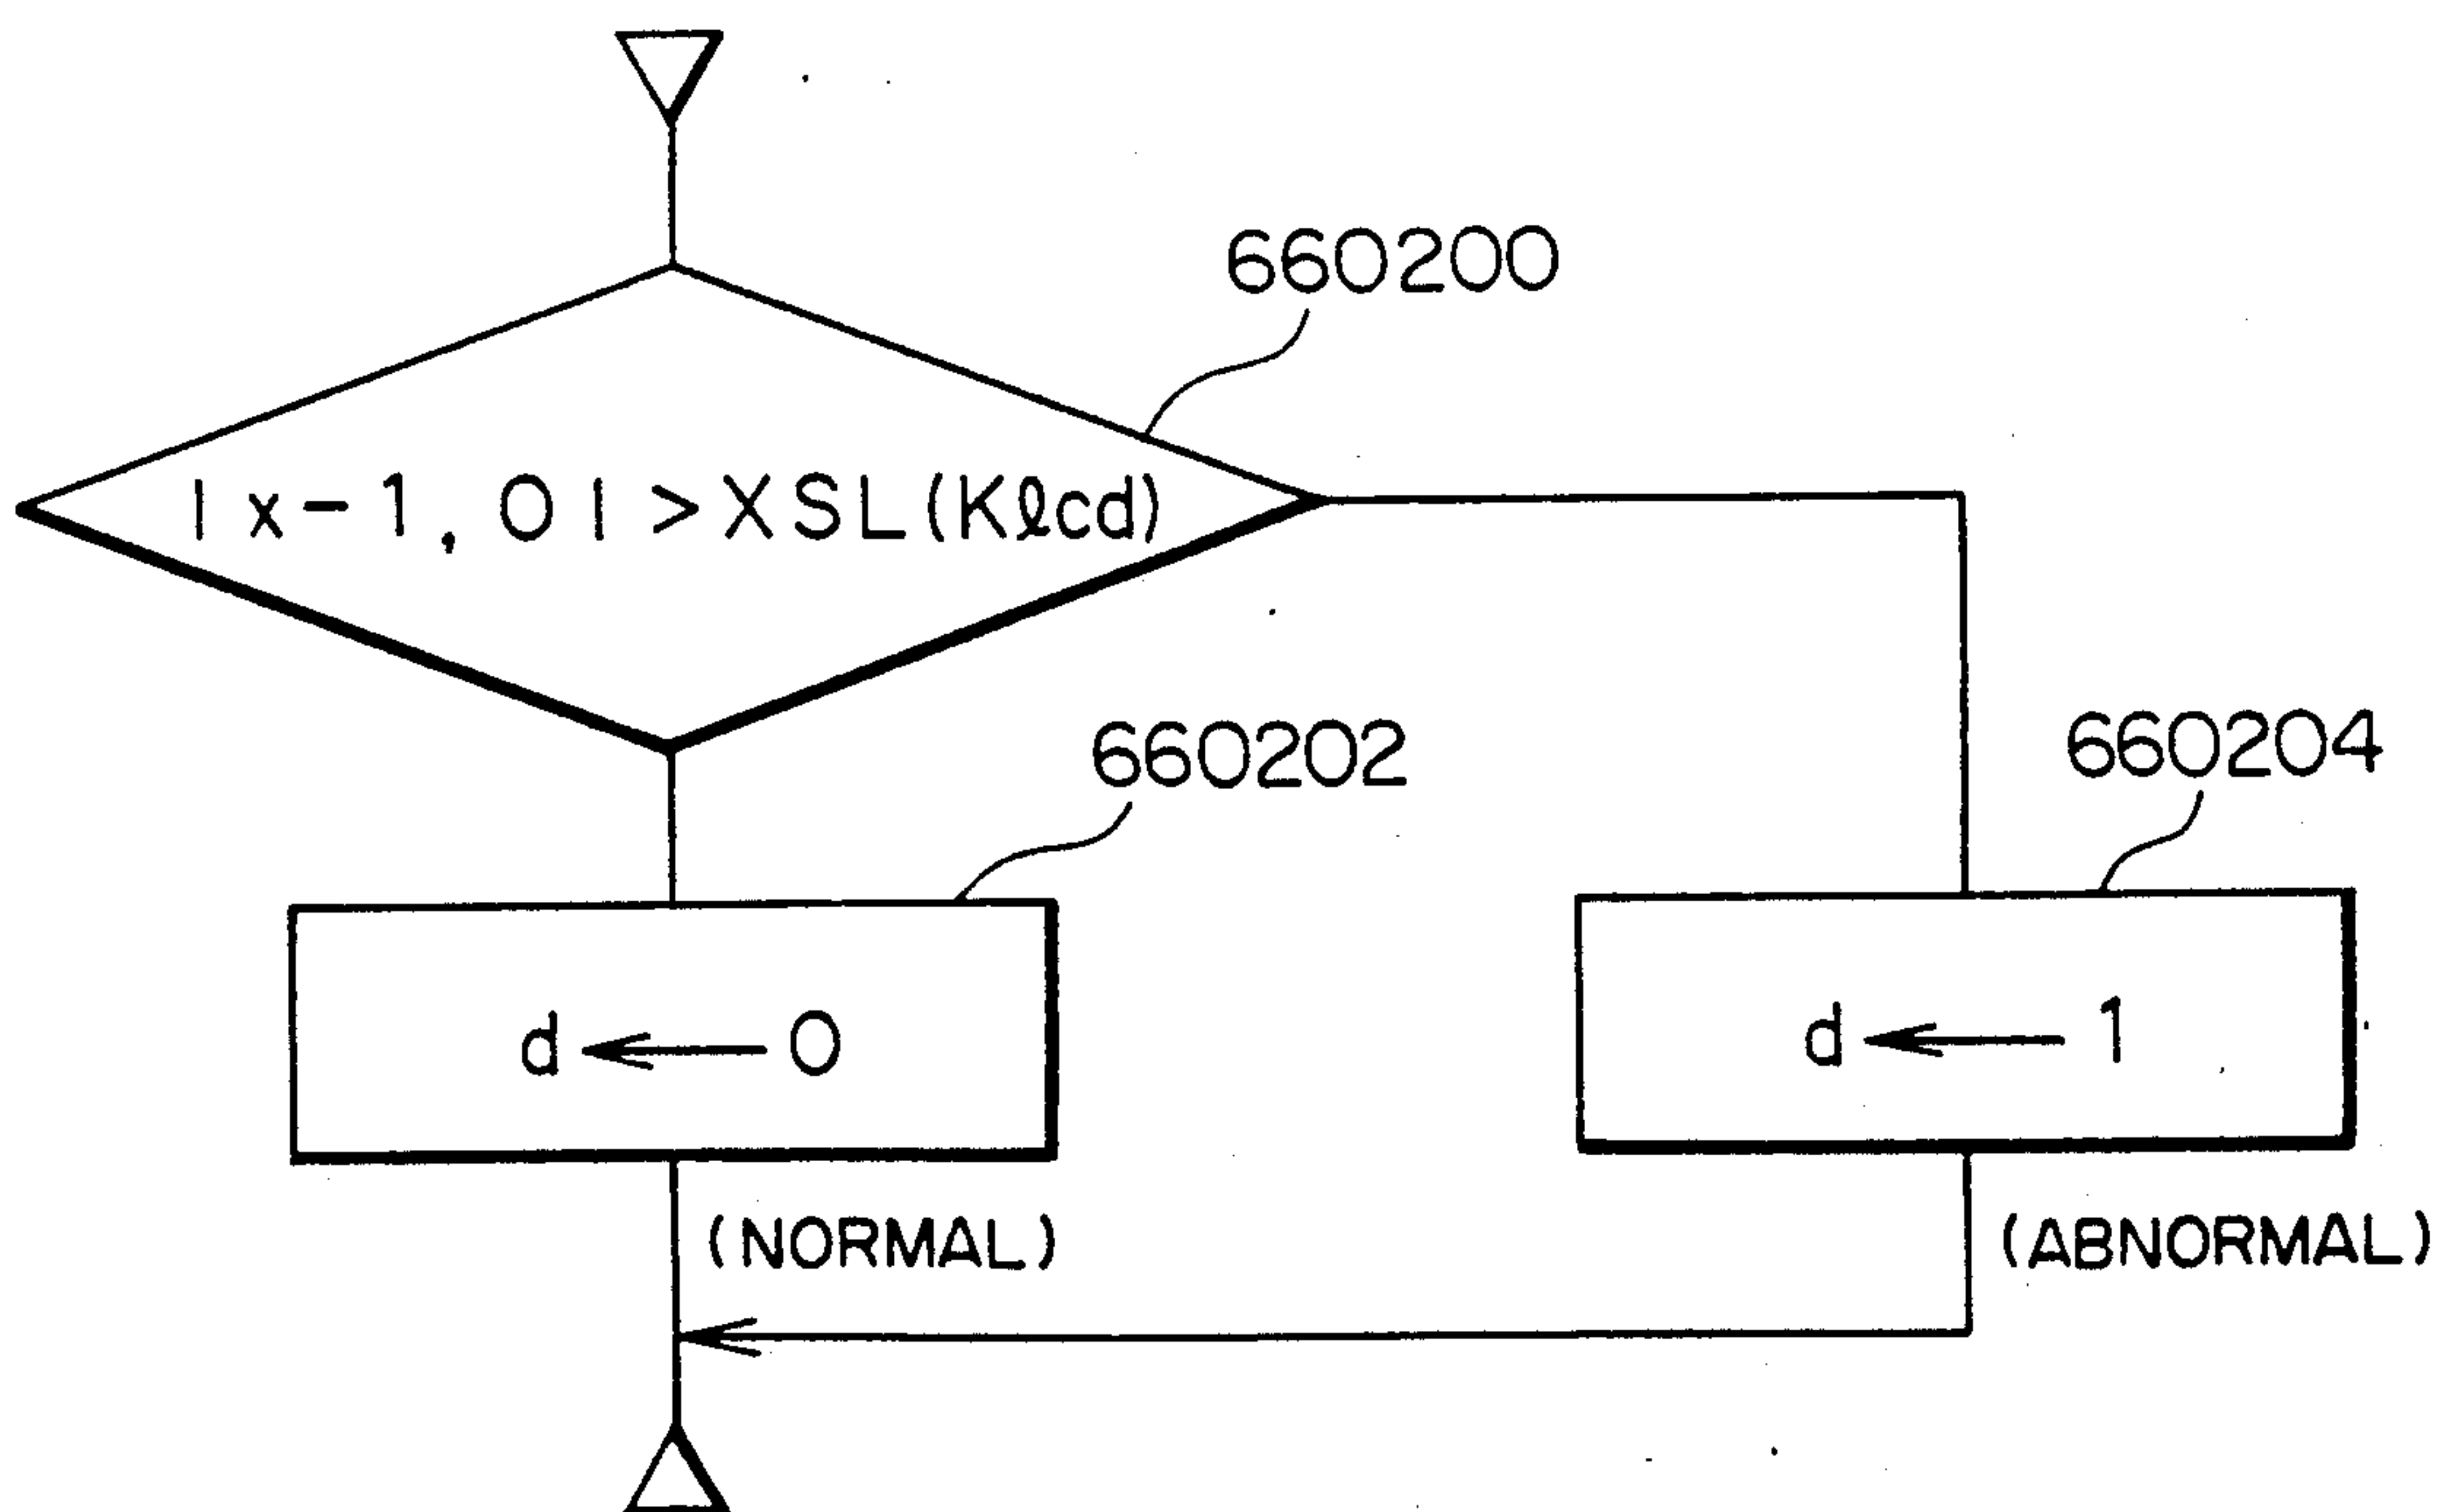 660200
| x-1, 0 | > XSL(Kℓcd)
660202
660204
d ← 0
d ← 1
(NORMAL)
(ABNORMAL)